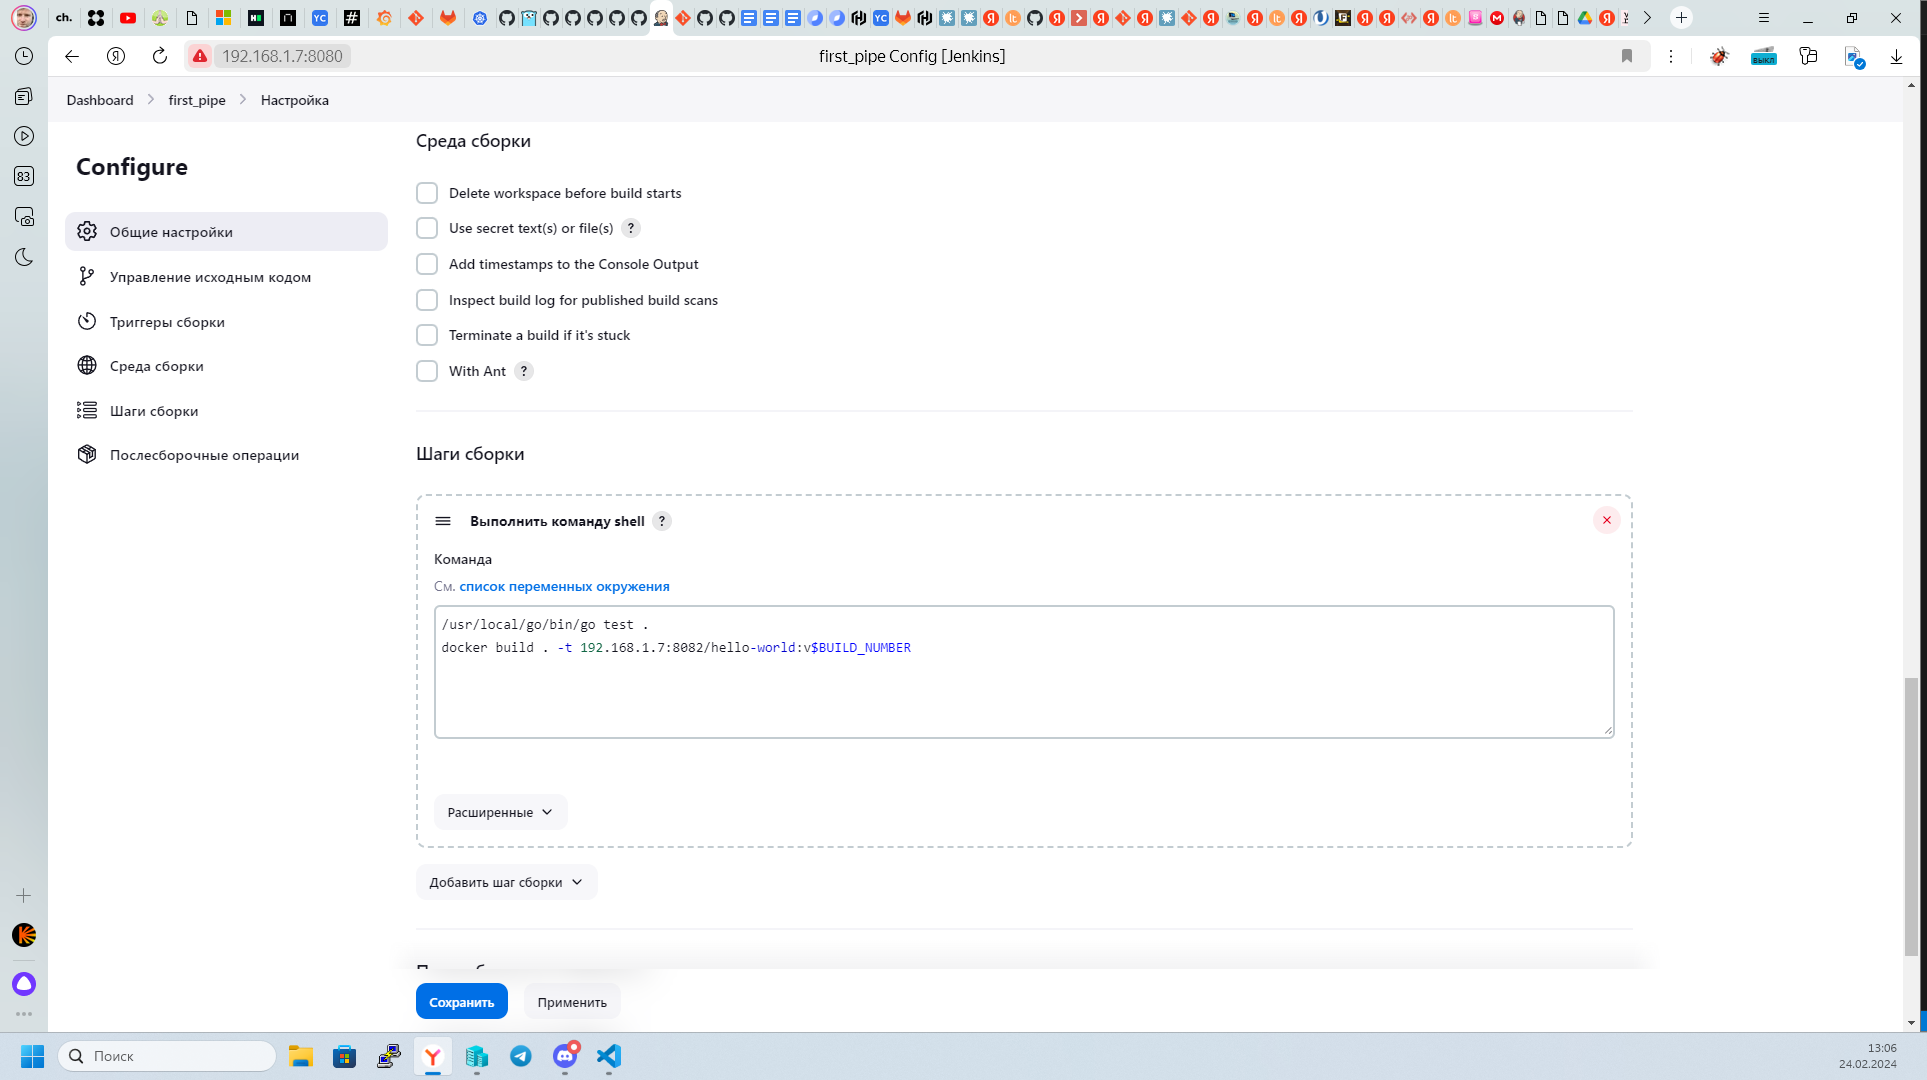 ch.
YC
#
YC
192.168.1.7:8080
first_pipe Config [Jenkins]
ВЫКЛ
83
Dashboard
first_pipe
Настройка
Configure
Общие настройки
Управление исходным кодом
Триггеры сборки
Среда сборки
Шаги сборки
Послесборочные операции
Среда сборки
Delete workspace before build starts
Use secret text(s) or file(s) ?
Add timestamps to the Console Output
Inspect build log for published build scans
Terminate a build if it's stuck
With Ant ?
Шаги сборки
Выполнить команду shell ?
Команда
См. список переменных окружения
/usr/local/go/bin/go test .
docker build . -t 192.168.1.7:8082/hello-world:v$BUILD_NUMBER
Расширенные
Добавить шаг сборки
Сохранить
Применить
Поиск
13:06
24.02.2024